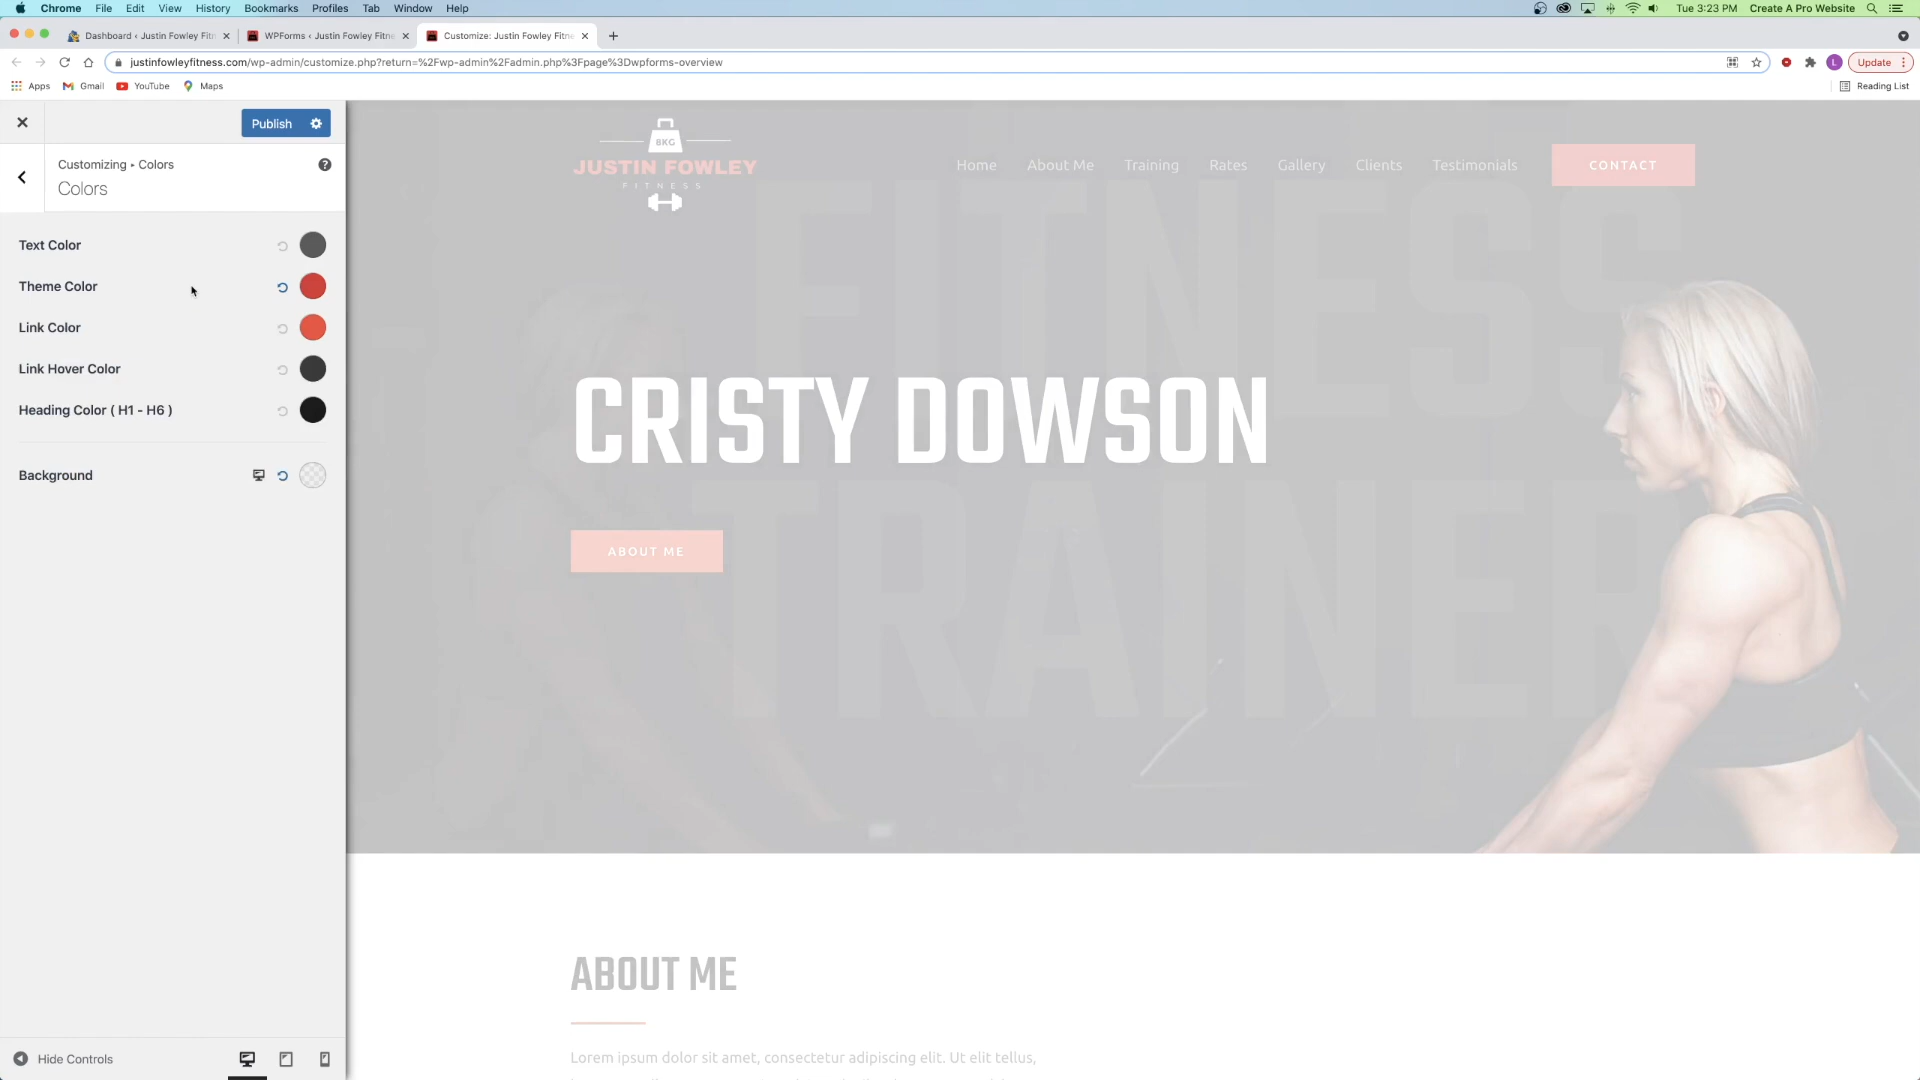 Chrome File Edit View History Bookmarks Profiles Tab Window Help
Tue 3:23 PM Create A Pro Website
Dashboard ‹ Justin Fowley Fitn
WPForms ‹ Justin Fowley Fitne
Customize: Justin Fowley Fitne
justinfowleyfitness.com/wp-admin/customize.php?return=%2Fwp-admin%2Fadmin.php%3Fpage%3Dwpforms-overview
L
Update
Apps Gmail YouTube Maps
Reading List
Publish
Customizing ▸ Colors
Colors
Text Color
Theme Color
Link Color
Link Hover Color
Heading Color ( H1 - H6 )
Background
Hide Controls
BKG
JUSTIN FOWLEY
FITNESS
Home About Me Training Rates Gallery Clients Testimonials CONTACT
FITNESS
CRISTY DOWSON
TRAINER
ABOUT ME
ABOUT ME
Lorem ipsum dolor sit amet, consectetur adipiscing elit. Ut elit tellus,